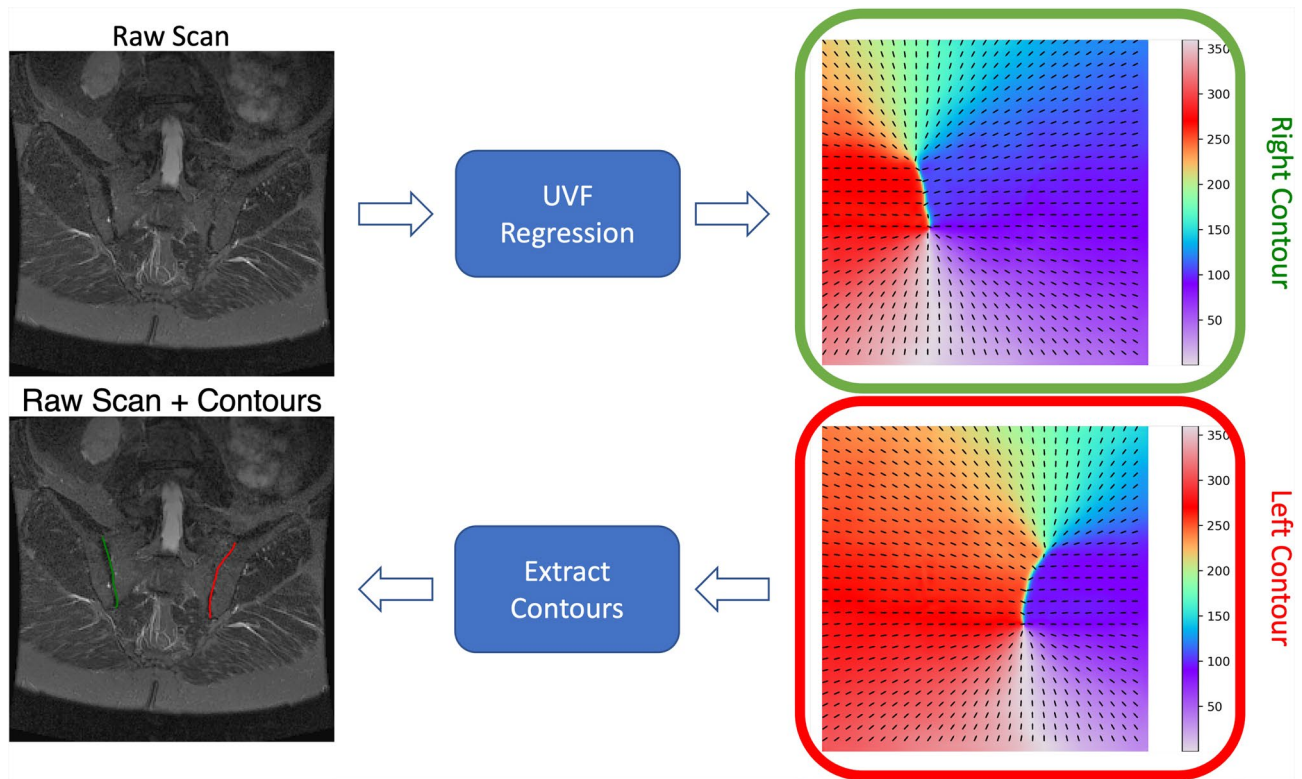 Raw Scan
UVF
Regression
350
300
250
200
150
100
50
Right Contour
Raw Scan + Contours
Extract
Contours
350
300
250
200
150
100
50
Left Contour